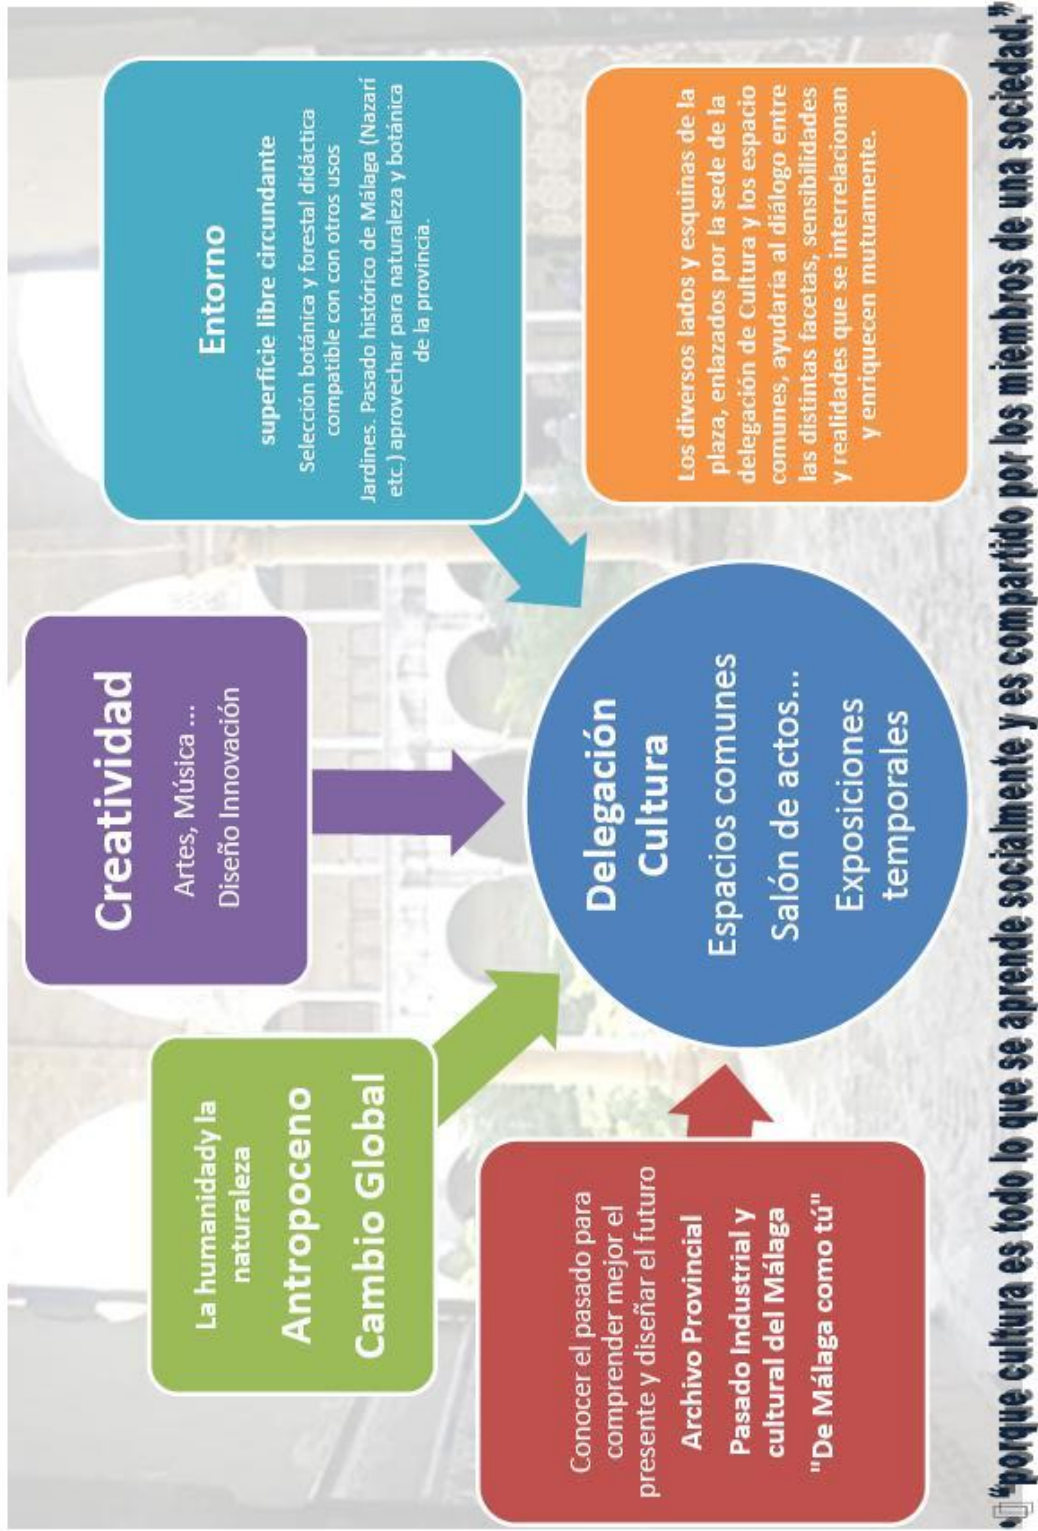 Conocer el pasado para
comprender mejor el
presente y diseñar el futuro
Archivo Provincial
Pasado Industrial y
cultural del Málaga
"De Málaga como tú"
La humanidady la
naturaleza
Antropoceno
Cambio Global
Creatividad
Artes, Música ...
Diseño Innovación
Entorno
superficie libre circundante
Selección botánica y forestal didáctica
compatible con con otros usos
Jardines. Pasado histórico de Málaga (Nazarí
etc.) aprovechar para naturaleza y botánica
de la provincia.
Delegación
Cultura
Espacios comunes
Salón de actos...
Exposiciones
temporales
Los diversos lados y esquinas de la
plaza, enlazados por la sede de la
delegación de Cultura y los espacio
comunes, ayudaría al diálogo entre
las distintas facetas, sensibilidades
y realidades que se interrelacionan
y enriquecen mutuamente.
• "porque cultura es todo lo que se aprende socialmente y es compartido por los miembros de una sociedad."